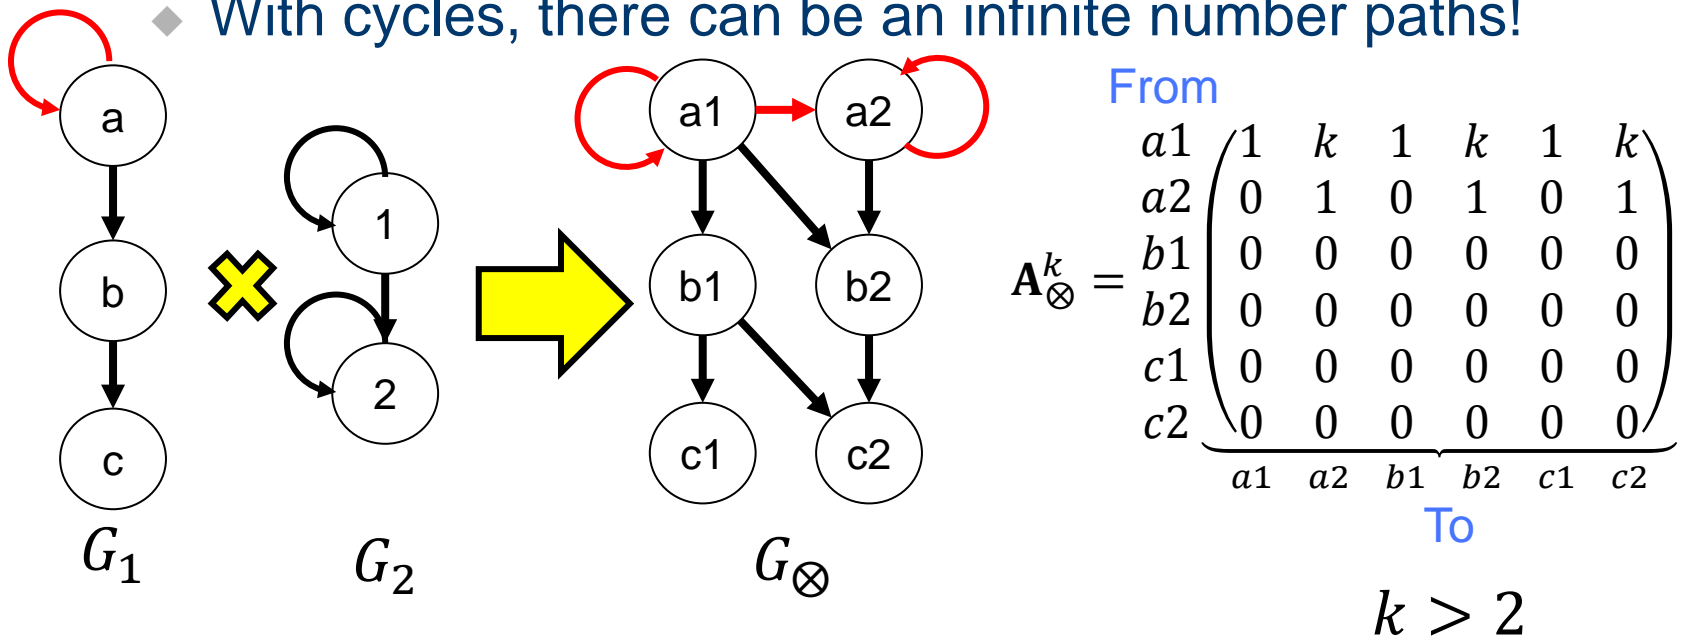 With cycles, there can be an infinite number paths!
a
b
c
G₁
1
2
G₂
a1 a2
b1 b2
c1 c2
G⊗
From
A⊗ᵏ =
a1 1 k 1 k 1 k
a2 0 1 0 1 0 1
b1 0 0 0 0 0 0
b2 0 0 0 0 0 0
c1 0 0 0 0 0 0
c2 0 0 0 0 0 0
a1 a2 b1 b2 c1 c2
To
k > 2